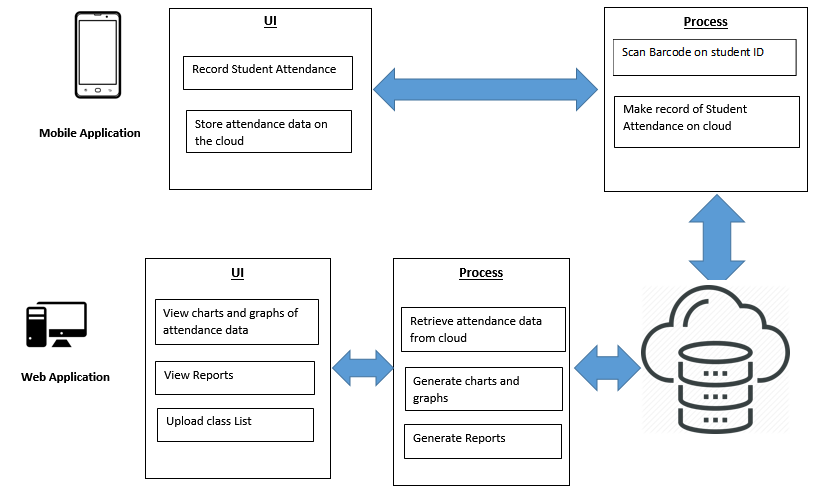 UI
Record Student Attendance
Store attendance data on
the cloud
Process
Scan Barcode on student ID
Make record of Student
Attendance on cloud
Mobile Application
UI
View charts and graphs of
attendance data
View Reports
Upload class List
Process
Retrieve attendance data
from cloud
Generate charts and
graphs
Generate Reports
Web Application